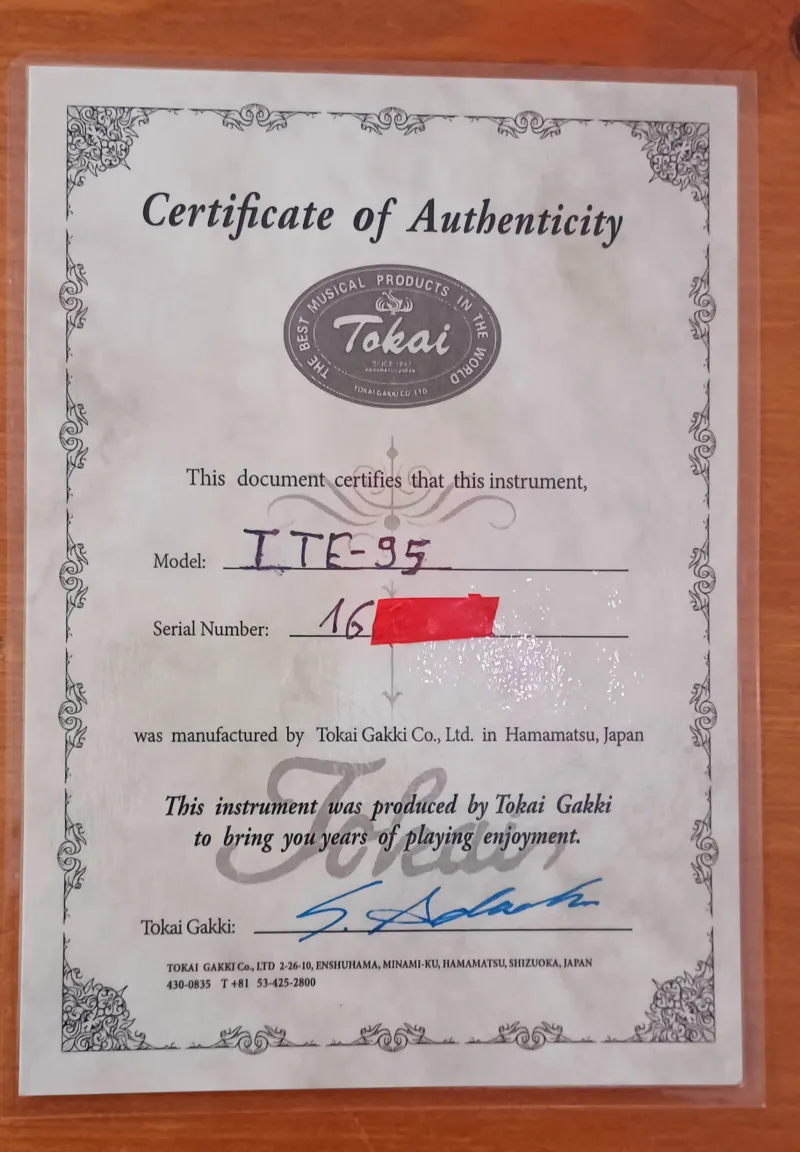 Certificate of Authenticity
THE BEST MUSICAL PRODUCTS IN THE WORLD
Tokai
SINCE 1947
HAMAMATSU JAPAN
TOKAI GAKKI CO LTD
This document certifies that this instrument,
Model: ITE-95
Serial Number: 16
was manufactured by Tokai Gakki Co., Ltd. in Hamamatsu, Japan
Tokai
This instrument was produced by Tokai Gakki
to bring you years of playing enjoyment.
Tokai Gakki: S. Adachi
TOKAI GAKKI Co., LTD 2-26-10, ENSHUHAMA, MINAMI-KU, HAMAMATSU, SHIZUOKA, JAPAN
430-0835 T +81 53-425-2800